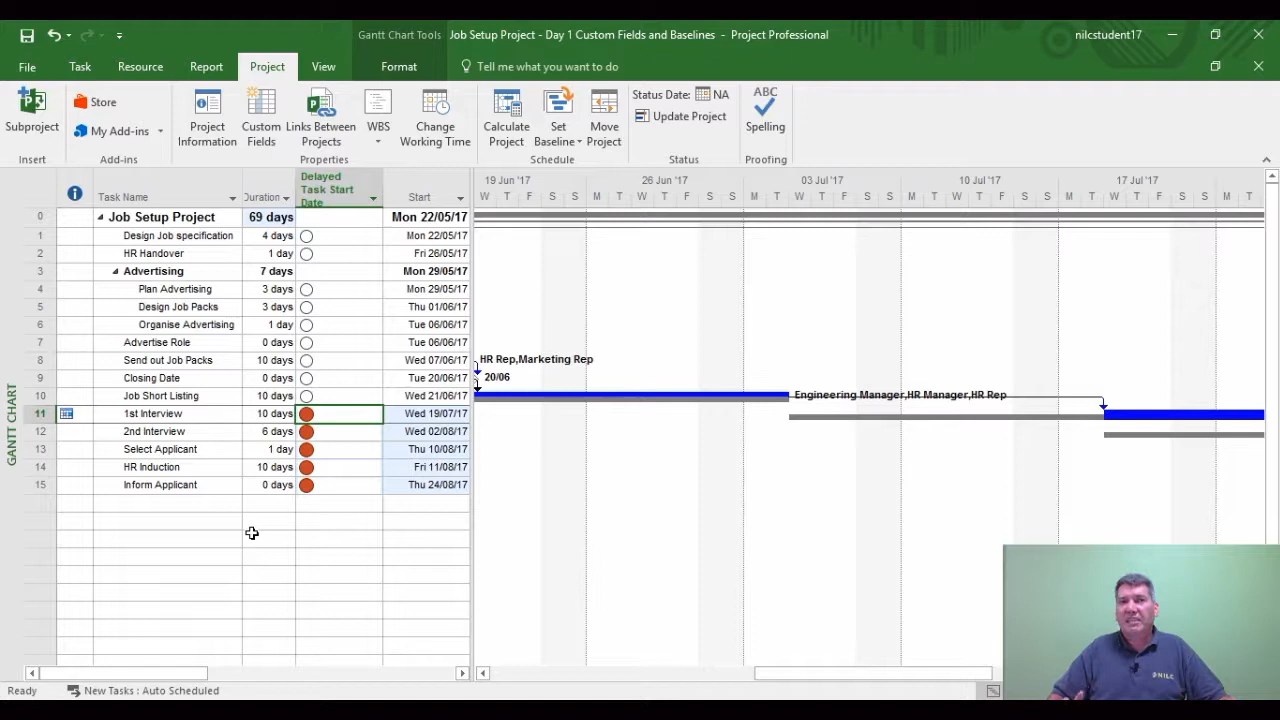 Gantt Chart Tools
Job Setup Project - Day 1 Custom Fields and Baselines - Project Professional
nilcstudent17
File
Task
Resource
Report
Project
View
Format
Tell me what you want to do
Subproject
Insert
Store
My Add-ins
Add-ins
Project Information
Custom Fields
Links Between Projects
WBS
Change Working Time
Properties
Calculate Project
Set Baseline
Move Project
Schedule
Status Date: NA
Update Project
Status
ABC
Spelling
Proofing
Task Name
Duration
Delayed Task Start Date
Start
19 Jun '17
26 Jun '17
03 Jul '17
10 Jul '17
17 Jul '17
W T F S S M T W T F S S M T W T F S S M T W T F S S M T W T F S S M T
0 Job Setup Project 69 days Mon 22/05/17
1 Design Job specification 4 days Mon 22/05/17
2 HR Handover 1 day Fri 26/05/17
3 Advertising 7 days Mon 29/05/17
4 Plan Advertising 3 days Mon 29/05/17
5 Design Job Packs 3 days Thu 01/06/17
6 Organise Advertising 1 day Tue 06/06/17
7 Advertise Role 0 days Tue 06/06/17
8 Send out Job Packs 10 days Wed 07/06/17 HR Rep,Marketing Rep
9 Closing Date 0 days Tue 20/06/17 20/06
10 Job Short Listing 10 days Wed 21/06/17 Engineering Manager,HR Manager,HR Rep
11 1st Interview 10 days Wed 19/07/17
12 2nd Interview 6 days Wed 02/08/17
13 Select Applicant 1 day Thu 10/08/17
14 HR Induction 10 days Fri 11/08/17
15 Inform Applicant 0 days Thu 24/08/17
GANTT CHART
NILC
Ready
New Tasks : Auto Scheduled